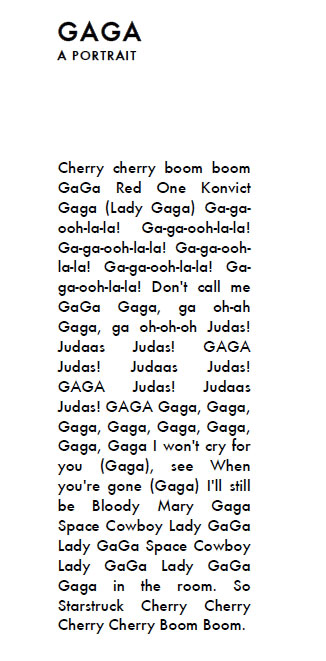 GAGA
A PORTRAIT
Cherry cherry boom boom
GaGa Red One Konvict
Gaga (Lady Gaga) Ga-ga-
ooh-la-la! Ga-ga-ooh-la-la!
Ga-ga-ooh-la-la! Ga-ga-ooh-
la-la! Ga-ga-ooh-la-la! Ga-
ga-ooh-la-la! Don't call me
GaGa Gaga, ga oh-ah
Gaga, ga oh-oh-oh Judas!
Judaas Judas! GAGA
Judas! Judaas Judas!
GAGA Judas! Judaas
Judas! GAGA Gaga, Gaga,
Gaga, Gaga, Gaga, Gaga,
Gaga, Gaga I won't cry for
you (Gaga), see When
you're gone (Gaga) I'll still
be Bloody Mary Gaga
Space Cowboy Lady GaGa
Lady GaGa Space Cowboy
Lady GaGa Lady GaGa
Gaga in the room. So
Starstruck Cherry Cherry
Cherry Cherry Boom Boom.